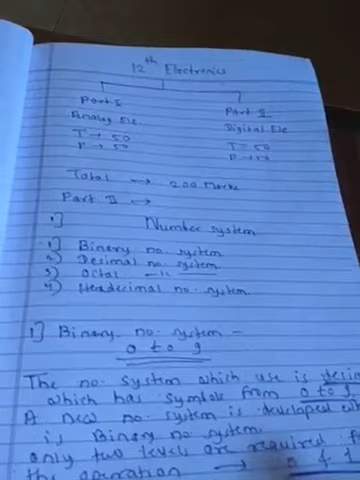 12th Electronics
Part I
Analog Ele
T → 50
P → 50
Part II
Digital Ele
T = 50
Total → 200 Marks
Part II →
1] Number system
1) Binary no. system
2) Desimal no. system
3) Octal -"-
4) Hexadecimal no. system
1] Binary no. system -
0 to 9
The no. system which use is
which has symbols from 0 to 9.
A new no. system is developed
is Binary no. system.
only two levels are required
the operation → 0 & 1